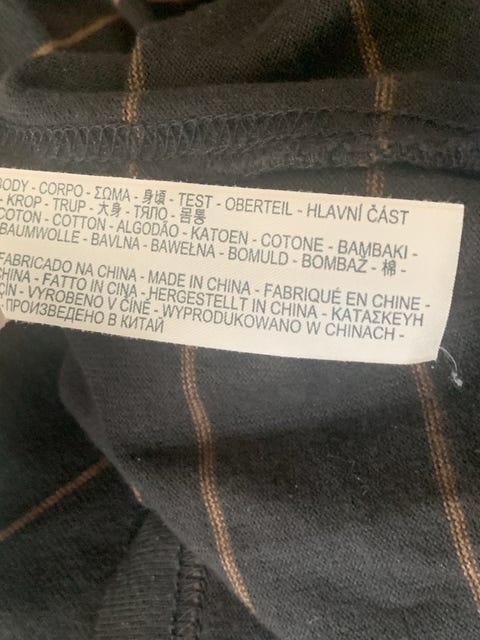 BODY - CORPO - ΣΩΜΑ - 身頃 - TEST - OBERTEIL - HLAVNÍ ČÁST
- KROP - TRUP - 大身 - ТЯЛО - 몸통
COTON - COTTON - ALGODÃO - KATOEN - COTONE - BAMBAKI -
BAUMWOLLE - BAVLNA - BAWEŁNA - BOMULD - BOMBAŽ - 棉 -
FABRICADO NA CHINA - MADE IN CHINA - FABRIQUÉ EN CHINE -
CHINA - FATTO IN CINA - HERGESTELLT IN CHINA - ΚΑΤΑΣΚΕΥΗ
ÇIN - VYROBENO V ČÍNĚ - WYPRODUKOWANO W CHINACH -
ПРОИЗВЕДЕНО В КИТАЙ